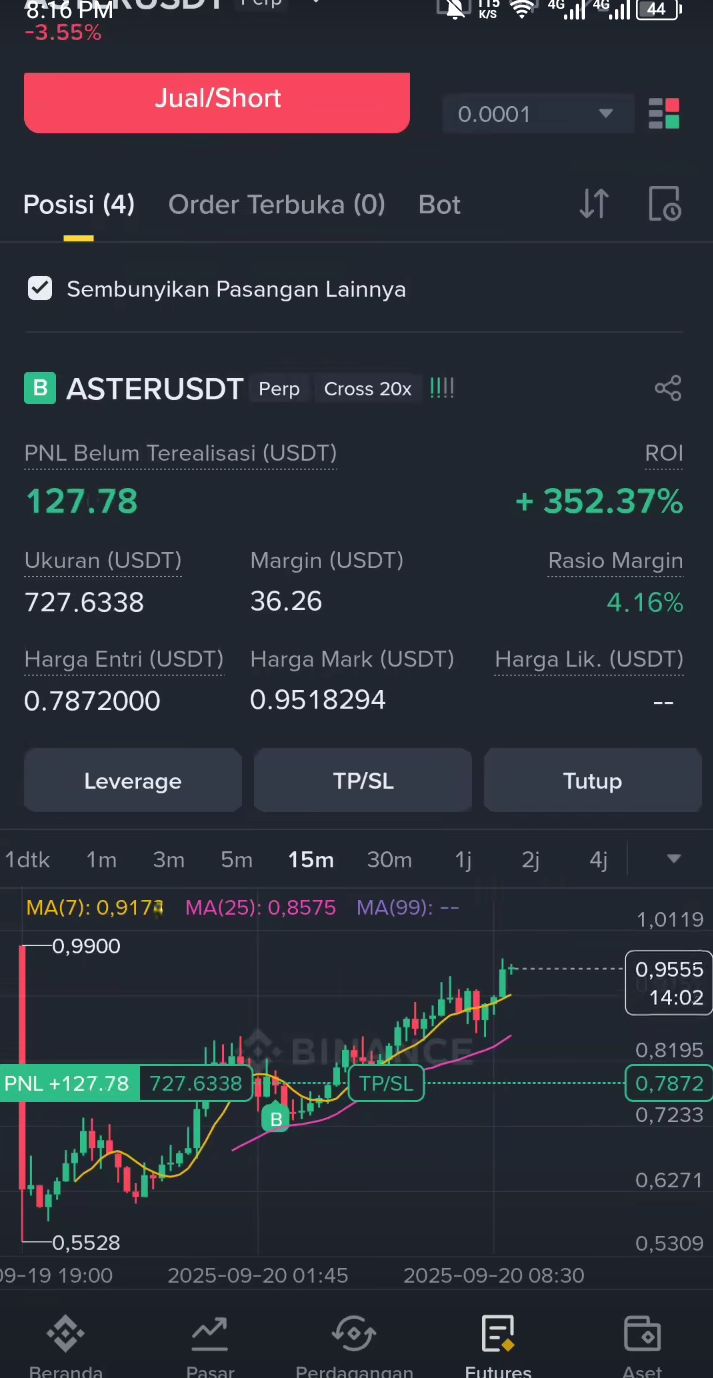 ASTERUSDT Perp
8:16 PM 115 K/S 4G 4G 44
-3.55%
Jual/Short
0.0001
Posisi (4) Order Terbuka (0) Bot
Sembunyikan Pasangan Lainnya
B ASTERUSDT Perp Cross 20x
PNL Belum Terealisasi (USDT) ROI
127.78 + 352.37%
Ukuran (USDT) Margin (USDT) Rasio Margin
727.6338 36.26 4.16%
Harga Entri (USDT) Harga Mark (USDT) Harga Lik. (USDT)
0.7872000 0.9518294 --
Leverage TP/SL Tutup
1dtk 1m 3m 5m 15m 30m 1j 2j 4j
MA(7): 0,917 MA(25): 0,8575 MA(99): --
1,0119
0,9900
0,9555
14:02
BINANCE
0,8195
PNL +127.78 727.6338 TP/SL 0,7872
B
0,7233
0,6271
0,5528
0,5309
09-19 19:00 2025-09-20 01:45 2025-09-20 08:30
Beranda Pasar Perdagangan Futures Aset